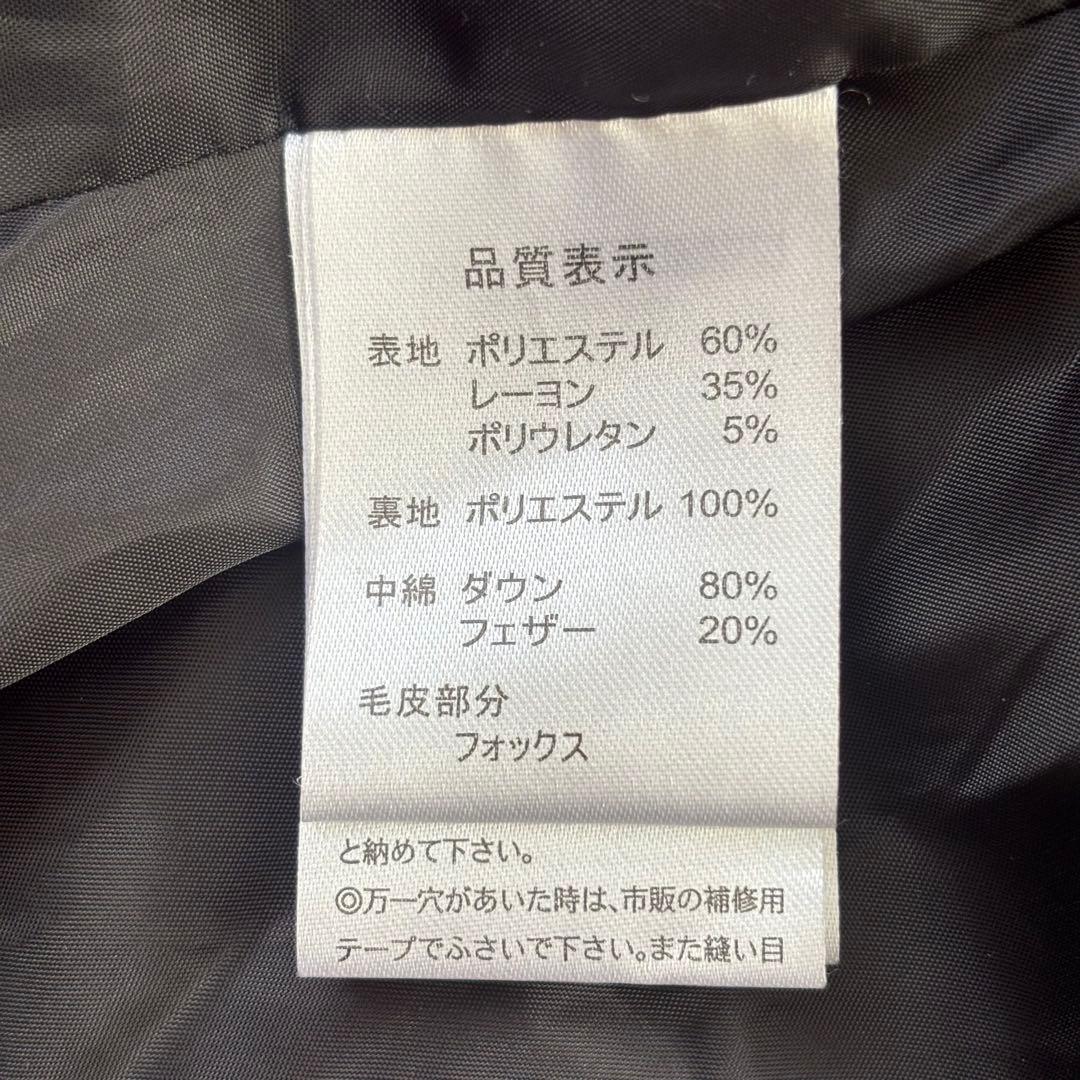 品質表示
表地 ポリエステル 60%
レーヨン 35%
ポリウレタン 5%
裏地 ポリエステル 100%
中綿 ダウン 80%
フェザー 20%
毛皮部分
フォックス
と納めて下さい。
◎万一穴があいた時は、市販の補修用
テープでふさいで下さい。また縫い目